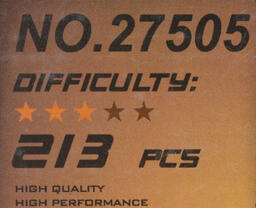 NO.27505
DIFFICULTY:
213 PCS
HIGH QUALITY
HIGH PERFORMANCE